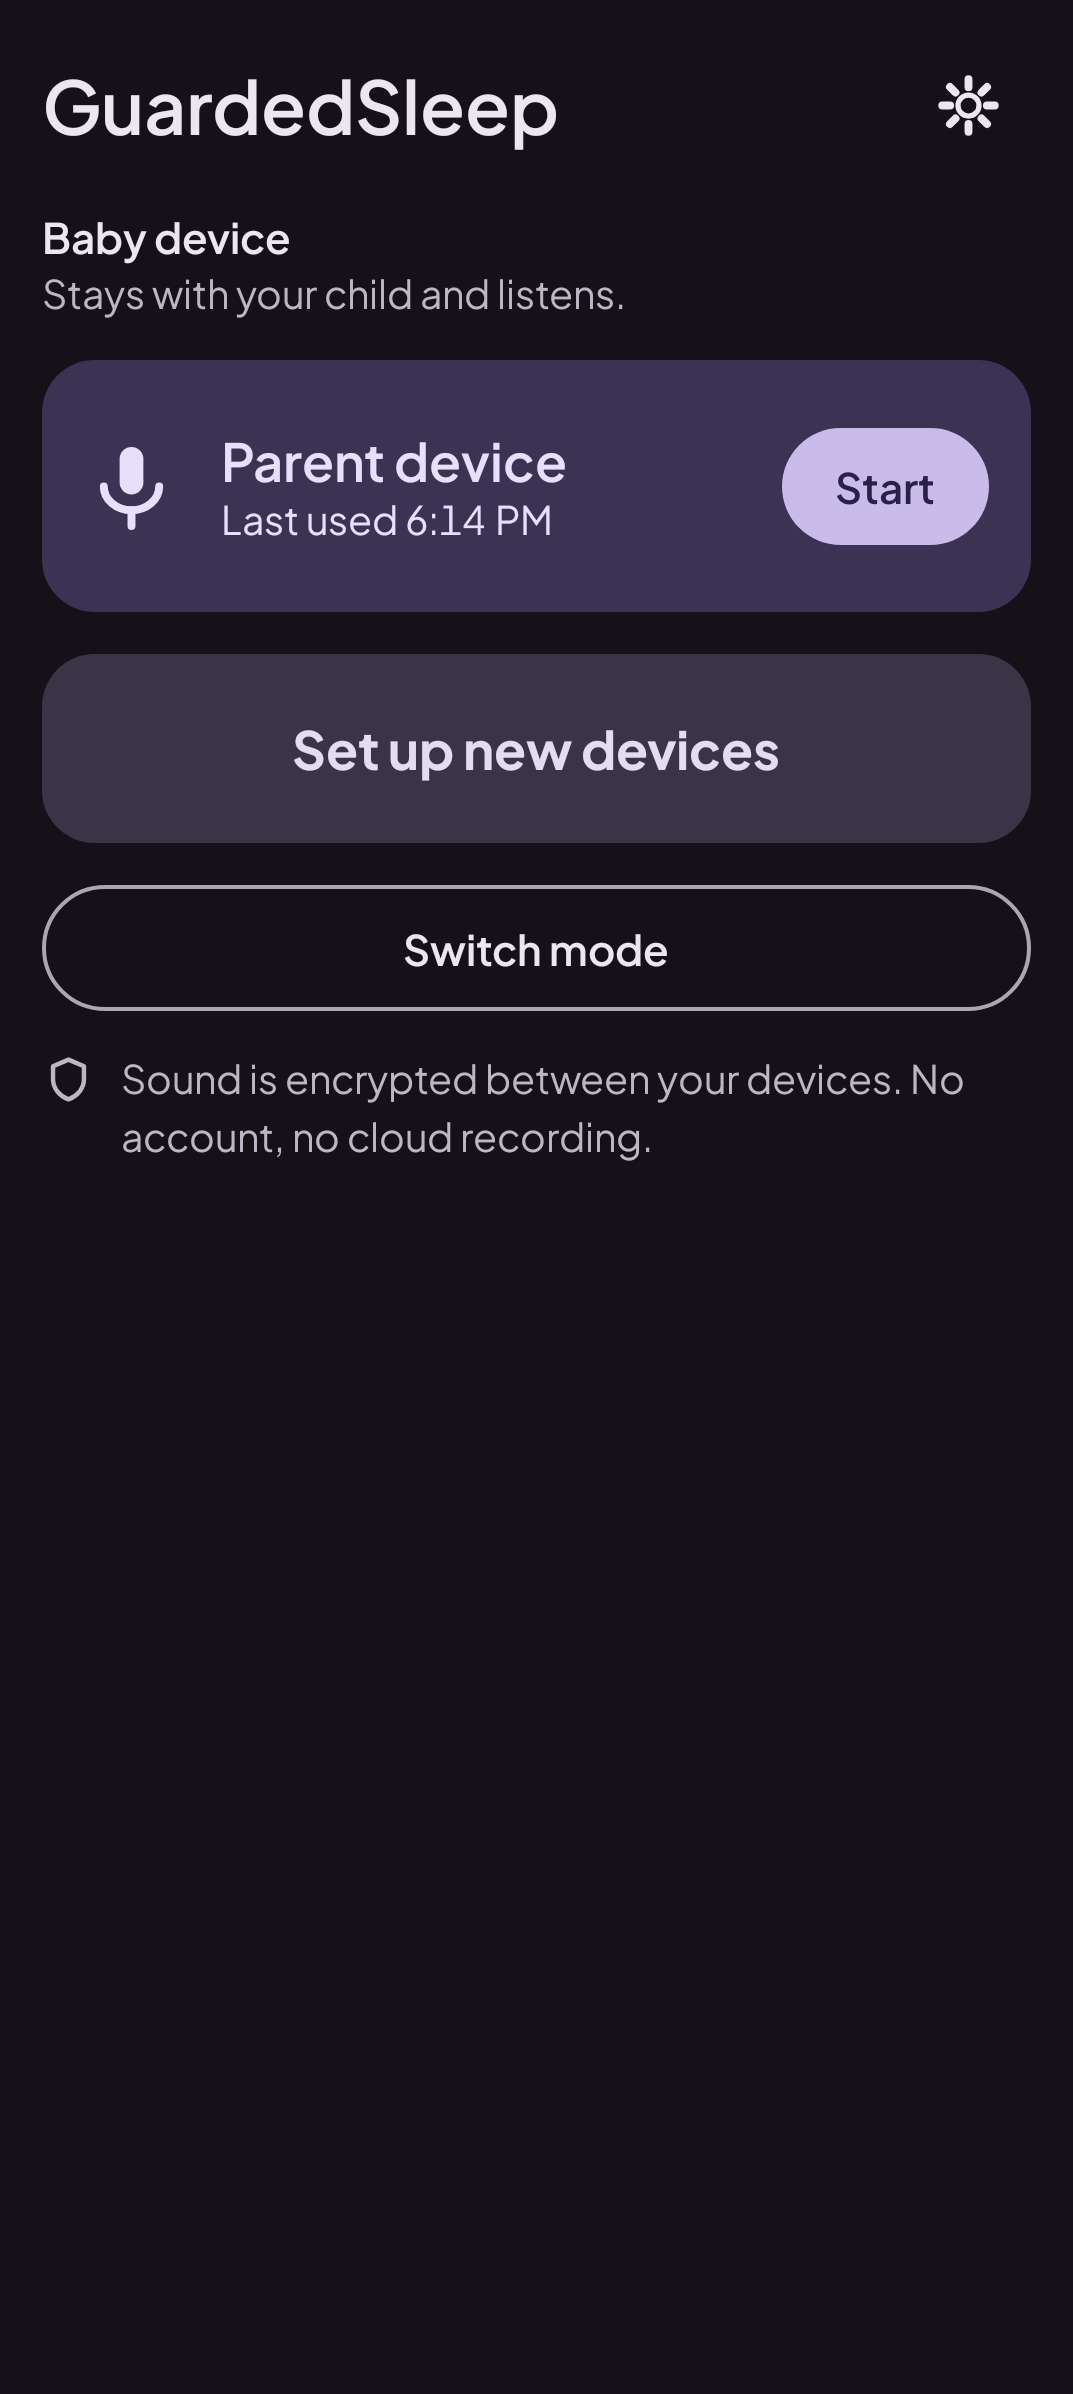 GuardedSleep
Baby device
Stays with your child and listens.
Parent device
Last used 6:14 PM
Start
Set up new devices
Switch mode
Sound is encrypted between your devices. No
account, no cloud recording.